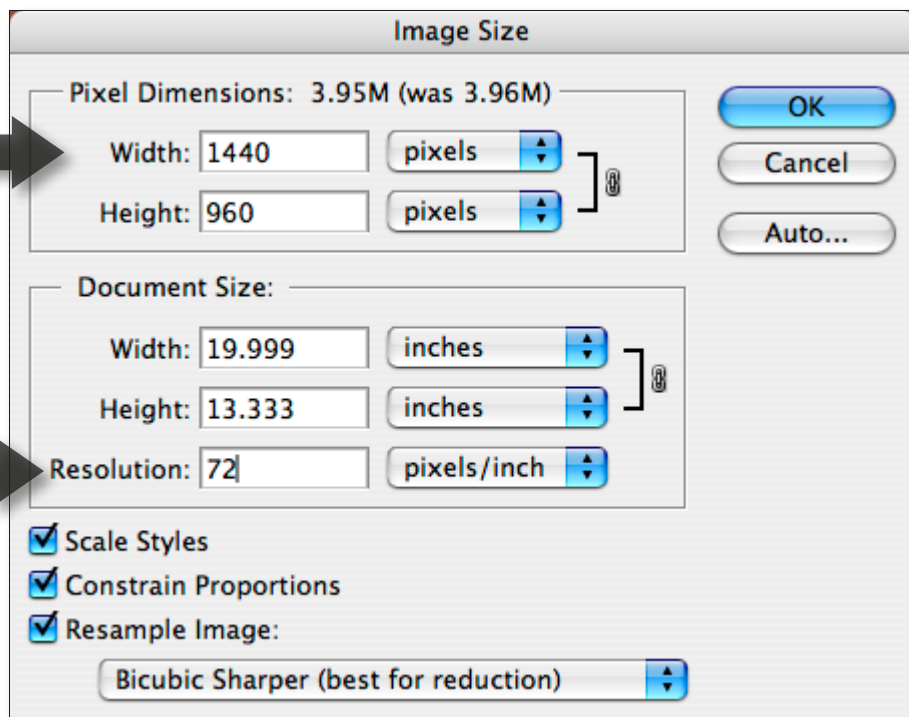 Image Size
Pixel Dimensions: 3.95M (was 3.96M)
OK
Width: 1440 pixels
Cancel
Height: 960 pixels
Auto...
Document Size:
Width: 19.999 inches
Height: 13.333 inches
Resolution: 72 pixels/inch
Scale Styles
Constrain Proportions
Resample Image:
Bicubic Sharper (best for reduction)